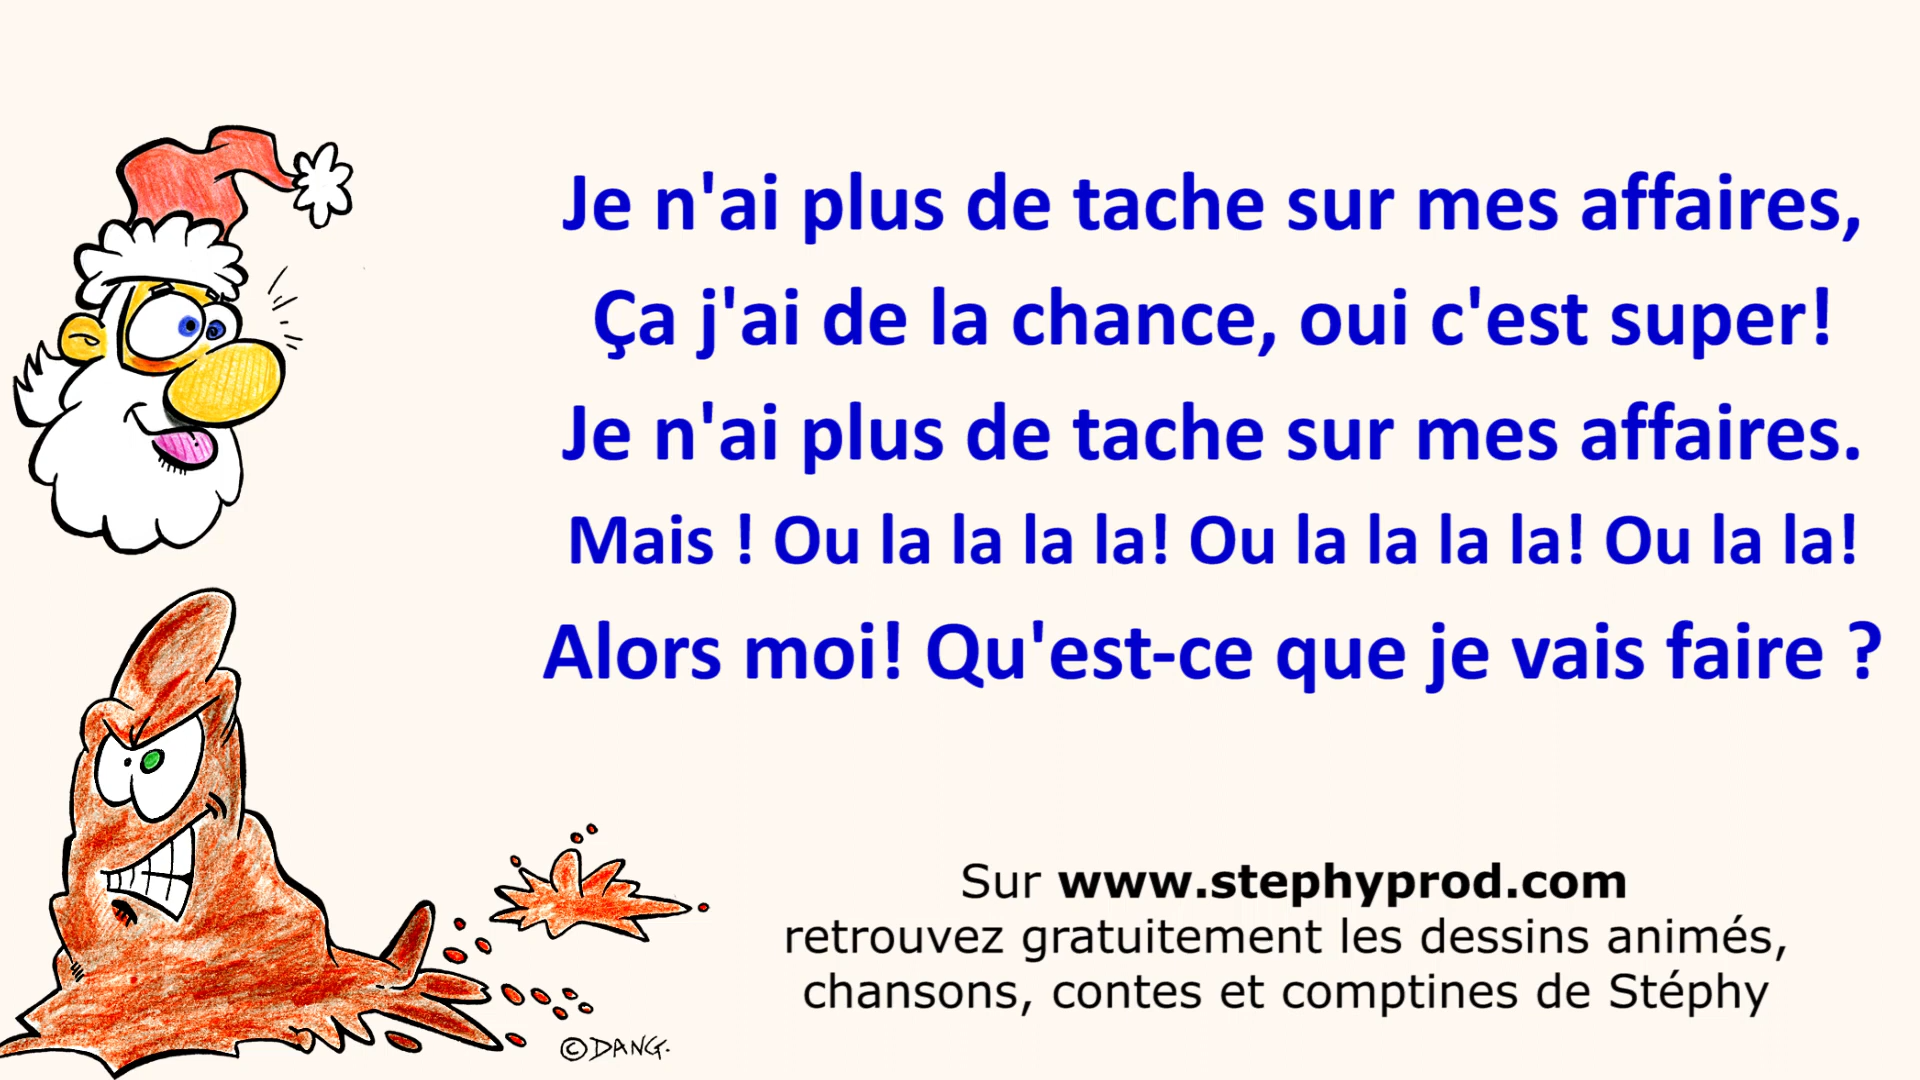 Je n'ai plus de tache sur mes affaires,
Ça j'ai de la chance, oui c'est super!
Je n'ai plus de tache sur mes affaires.
Mais ! Ou la la la la! Ou la la la la! Ou la la!
Alors moi! Qu'est-ce que je vais faire ?
Sur www.stephyprod.com
retrouvez gratuitement les dessins animés,
chansons, contes et comptines de Stéphy
©DANG.